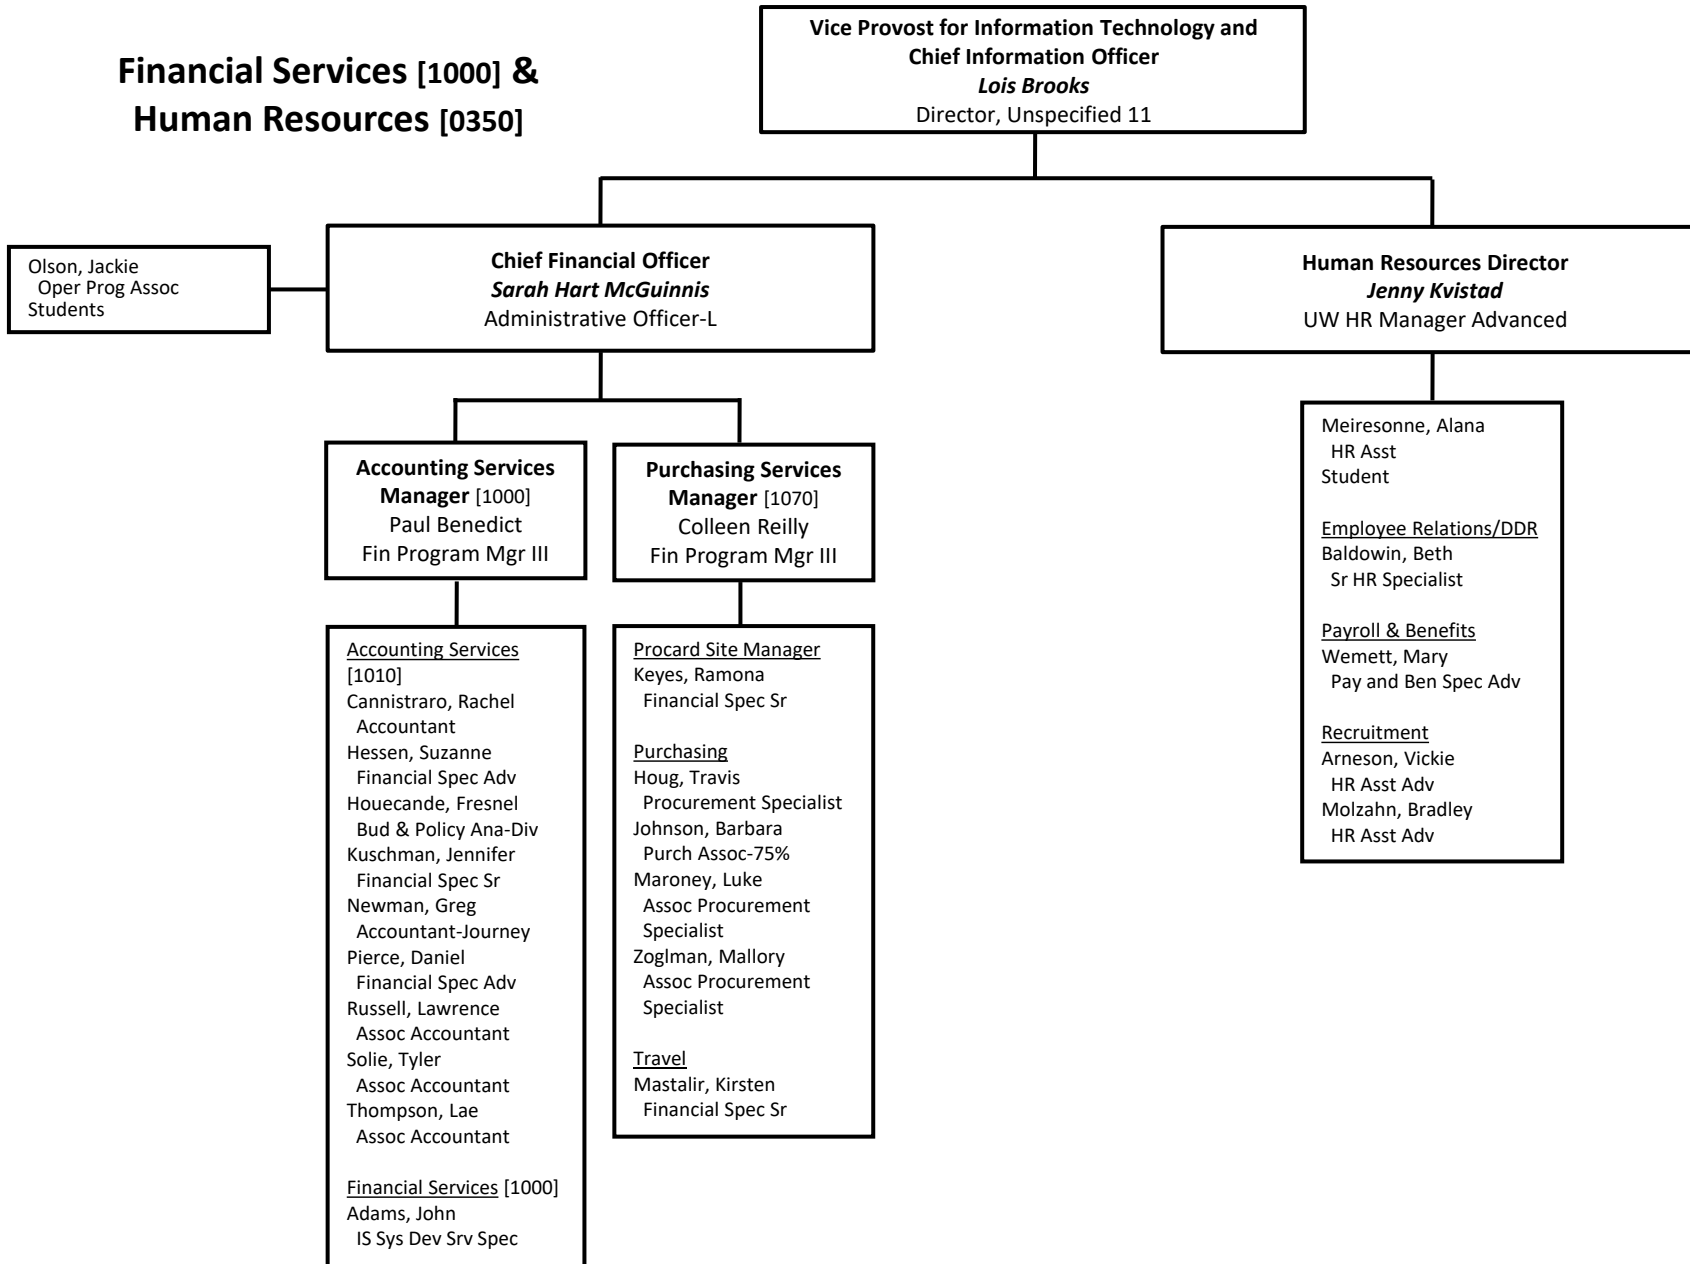 Financial Services [1000] &
Human Resources [0350]
Vice Provost for Information Technology and
Chief Information Officer
Lois Brooks
Director, Unspecified 11
Olson, Jackie
Oper Prog Assoc
Students
Chief Financial Officer
Sarah Hart McGuinnis
Administrative Officer-L
Human Resources Director
Jenny Kvistad
UW HR Manager Advanced
Accounting Services
Manager [1000]
Paul Benedict
Fin Program Mgr III
Purchasing Services
Manager [1070]
Colleen Reilly
Fin Program Mgr III
Accounting Services
[1010]
Cannistraro, Rachel
Accountant
Hessen, Suzanne
Financial Spec Adv
Houecande, Fresnel
Bud & Policy Ana-Div
Kuschman, Jennifer
Financial Spec Sr
Newman, Greg
Accountant-Journey
Pierce, Daniel
Financial Spec Adv
Russell, Lawrence
Assoc Accountant
Solie, Tyler
Assoc Accountant
Thompson, Lae
Assoc Accountant
Financial Services [1000]
Adams, John
IS Sys Dev Srv Spec
Procard Site Manager
Keyes, Ramona
Financial Spec Sr
Purchasing
Houg, Travis
Procurement Specialist
Johnson, Barbara
Purch Assoc-75%
Maroney, Luke
Assoc Procurement
Specialist
Zoglman, Mallory
Assoc Procurement
Specialist
Travel
Mastalir, Kirsten
Financial Spec Sr
Meiresonne, Alana
HR Asst
Student
Employee Relations/DDR
Baldowin, Beth
Sr HR Specialist
Payroll & Benefits
Wemett, Mary
Pay and Ben Spec Adv
Recruitment
Arneson, Vickie
HR Asst Adv
Molzahn, Bradley
HR Asst Adv